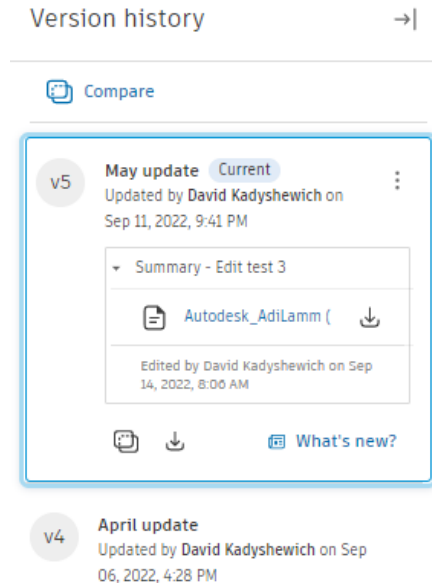 Version history
Compare
v5
May update Current
Updated by David Kadyshewich on
Sep 11, 2022, 9:41 PM
Summary - Edit test 3
Autodesk_AdiLamm (
Edited by David Kadyshewich on Sep
14, 2022, 8:06 AM
What's new?
v4
April update
Updated by David Kadyshewich on Sep
06, 2022, 4:28 PM